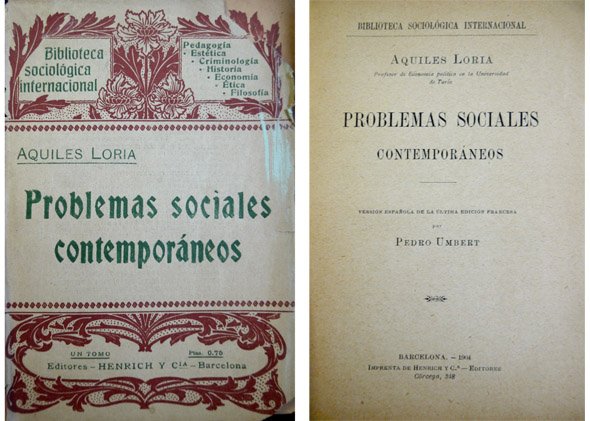 Biblioteca
sociológica
internacional
Pedagogía
• Estética
• Criminología
• Historia
• Economía
• Ética
• Filosofía
AQUILES LORIA
Problemas sociales
contemporáneos
UN TOMO
Ptas. 0,75
Editores – HENRICH Y Cíᴬ – Barcelona
BIBLIOTECA SOCIOLÓGICA INTERNACIONAL
AQUILES LORIA
Profesor de Economía política en la Universidad
de Turín
PROBLEMAS SOCIALES
CONTEMPORÁNEOS
VERSIÓN ESPAÑOLA DE LA ÚLTIMA EDICIÓN FRANCESA
por
PEDRO UMBERT
BARCELONA. – 1904
IMPRENTA DE HENRICH Y C.ª – EDITORES
Córcega, 348